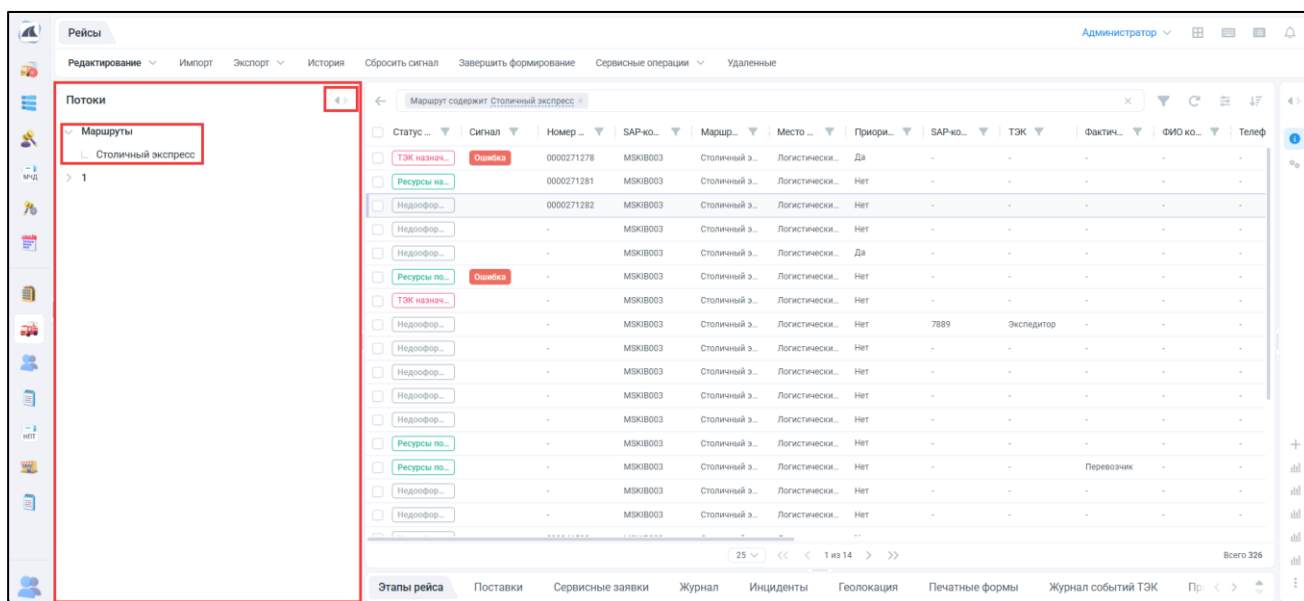 Рейсы
Администратор
Редактирование Импорт Экспорт История Сбросить сигнал Завершить формирование Сервисные операции Удаленные
Потоки
Маршрут содержит Столичный экспресс ×
Маршруты
Столичный экспресс
1
МЧД
НПТ
Статус ... Сигнал Номер ... SAP-ко... Маршр... Место ... Приори... SAP-ко... ТЭК Фактич... ФИО ко... Телеф
ТЭК назнач... Ошибка 0000271278 MSKIB003 Столичный э... Логистически... Да - - - - -
Ресурсы на... 0000271281 MSKIB003 Столичный э... Логистически... Нет - - - - -
Недоофор... 0000271282 MSKIB003 Столичный э... Логистически... Нет - - - - -
Недоофор... - MSKIB003 Столичный э... Логистически... Нет - - - - -
Недоофор... - MSKIB003 Столичный э... Логистически... Да - - - - -
Ресурсы по... Ошибка - MSKIB003 Столичный э... Логистически... Нет - - - - -
ТЭК назнач... - MSKIB003 Столичный э... Логистически... Нет - - - - -
Недоофор... - MSKIB003 Столичный э... Логистически... Нет 7889 Экспедитор - - -
Недоофор... - MSKIB003 Столичный э... Логистически... Нет - - - - -
Недоофор... - MSKIB003 Столичный э... Логистически... Нет - - - - -
Недоофор... - MSKIB003 Столичный э... Логистически... Нет - - - - -
Недоофор... - MSKIB003 Столичный э... Логистически... Нет - - - - -
Ресурсы по... - MSKIB003 Столичный э... Логистически... Нет - - - - -
Ресурсы по... - MSKIB003 Столичный э... Логистически... Нет - - Перевозчик - -
Недоофор... - MSKIB003 Столичный э... Логистически... Нет - - - - -
Недоофор... - MSKIB003 Столичный э... Логистически... Нет - - - - -
25 << < 1 из 14 > >> Всего 326
Этапы рейса Поставки Сервисные заявки Журнал Инциденты Геолокация Печатные формы Журнал событий ТЭК